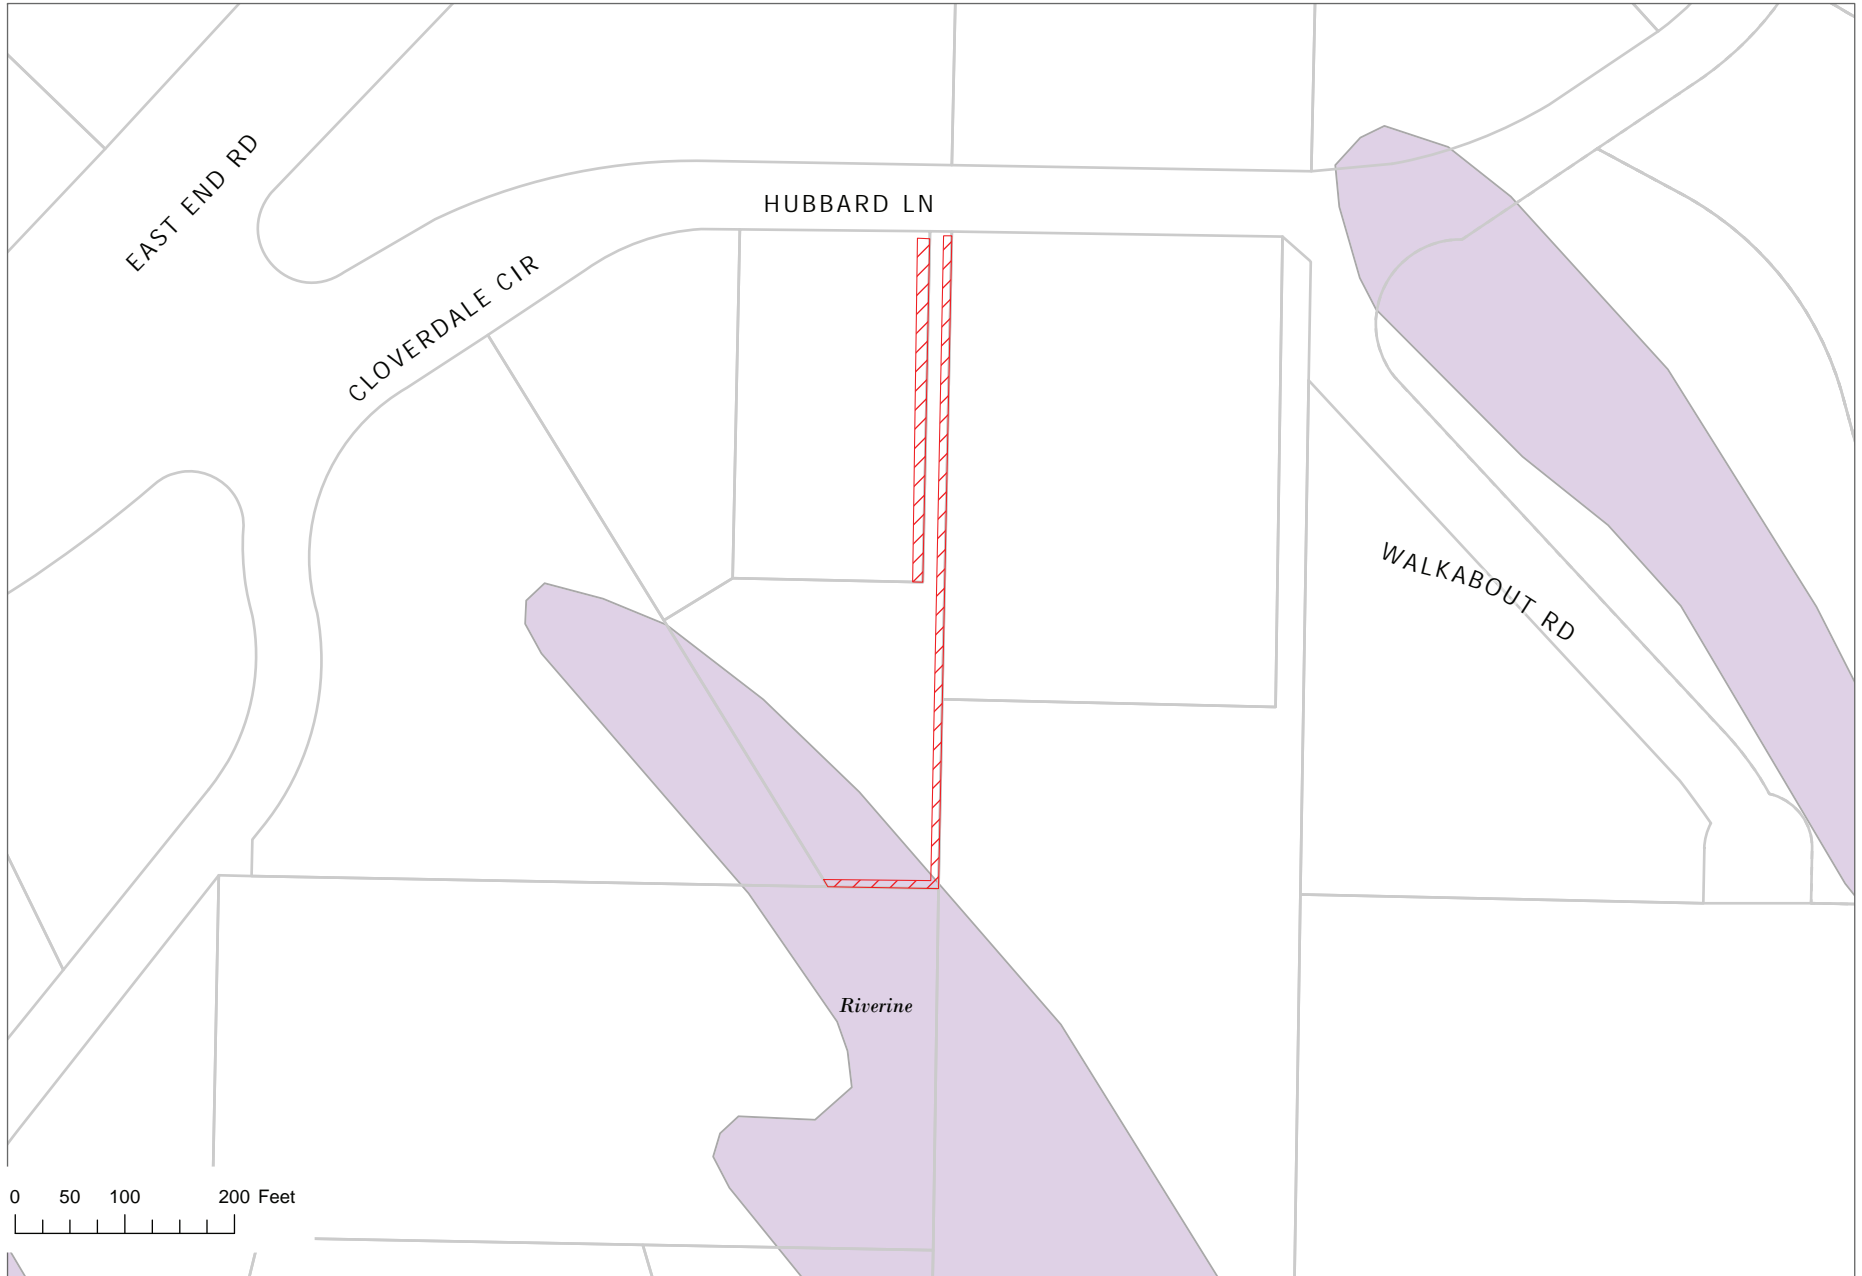 EAST END RD
HUBBARD LN
CLOVERDALE CIR
WALKABOUT RD
Riverine
0 50 100 200 Feet